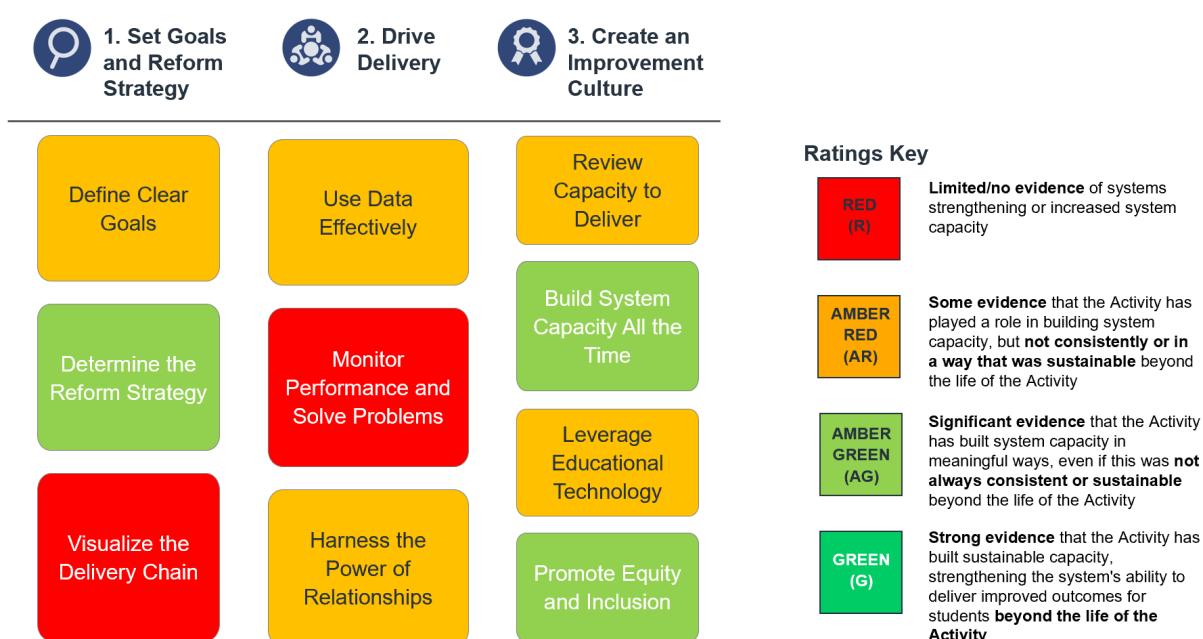 1. Set Goals
and Reform
Strategy
2. Drive
Delivery
3. Create an
Improvement
Culture
Define Clear
Goals
Determine the
Reform Strategy
Visualize the
Delivery Chain
Use Data
Effectively
Monitor
Performance and
Solve Problems
Harness the
Power of
Relationships
Review
Capacity to
Deliver
Build System
Capacity All the
Time
Leverage
Educational
Technology
Promote Equity
and Inclusion
Ratings Key
RED
(R)
Limited/no evidence of systems
strengthening or increased system
capacity
AMBER
RED
(AR)
Some evidence that the Activity has
played a role in building system
capacity, but not consistently or in
a way that was sustainable beyond
the life of the Activity
AMBER
GREEN
(AG)
Significant evidence that the Activity
has built system capacity in
meaningful ways, even if this was not
always consistent or sustainable
beyond the life of the Activity
GREEN
(G)
Strong evidence that the Activity has
built sustainable capacity,
strengthening the system's ability to
deliver improved outcomes for
students beyond the life of the
Activity